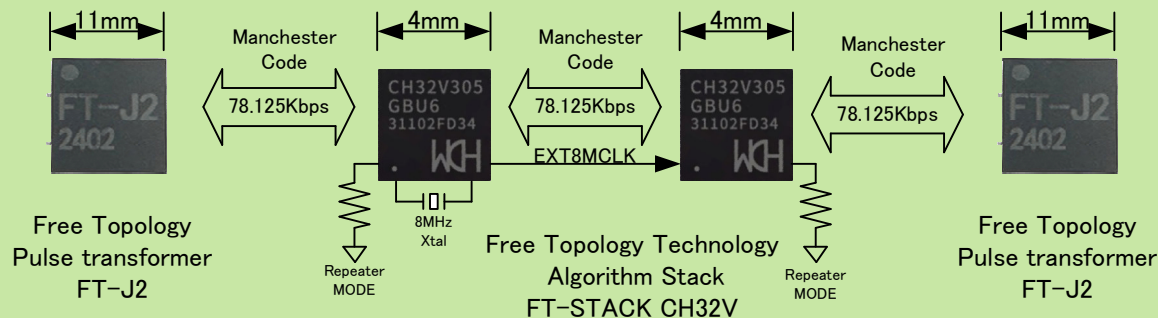 11mm
4mm
4mm
11mm
Manchester
Code
78.125Kbps
Manchester
Code
78.125Kbps
Manchester
Code
78.125Kbps
FT-J2
2402
CH32V305
GBU6
31102FD34
WCH
CH32V305
GBU6
31102FD34
WCH
FT-J2
2402
EXT8MCLK
8MHz
Xtal
Repeater
MODE
Repeater
MODE
Free Topology
Pulse transformer
FT-J2
Free Topology Technology
Algorithm Stack
FT-STACK CH32V
Free Topology
Pulse transformer
FT-J2